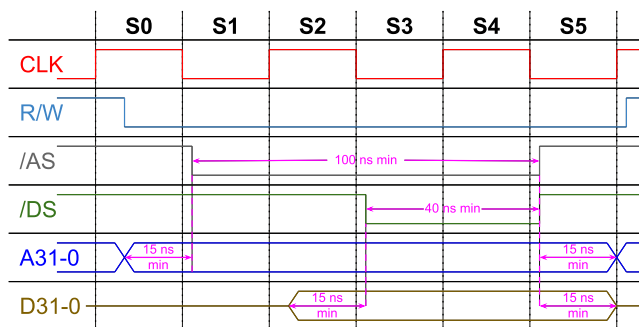 S0 S1 S2 S3 S4 S5
CLK
R/W
/AS
100 ns min
/DS
40 ns min
A31-0
15 ns
min
15 ns
min
D31-0
15 ns
min
15 ns
min